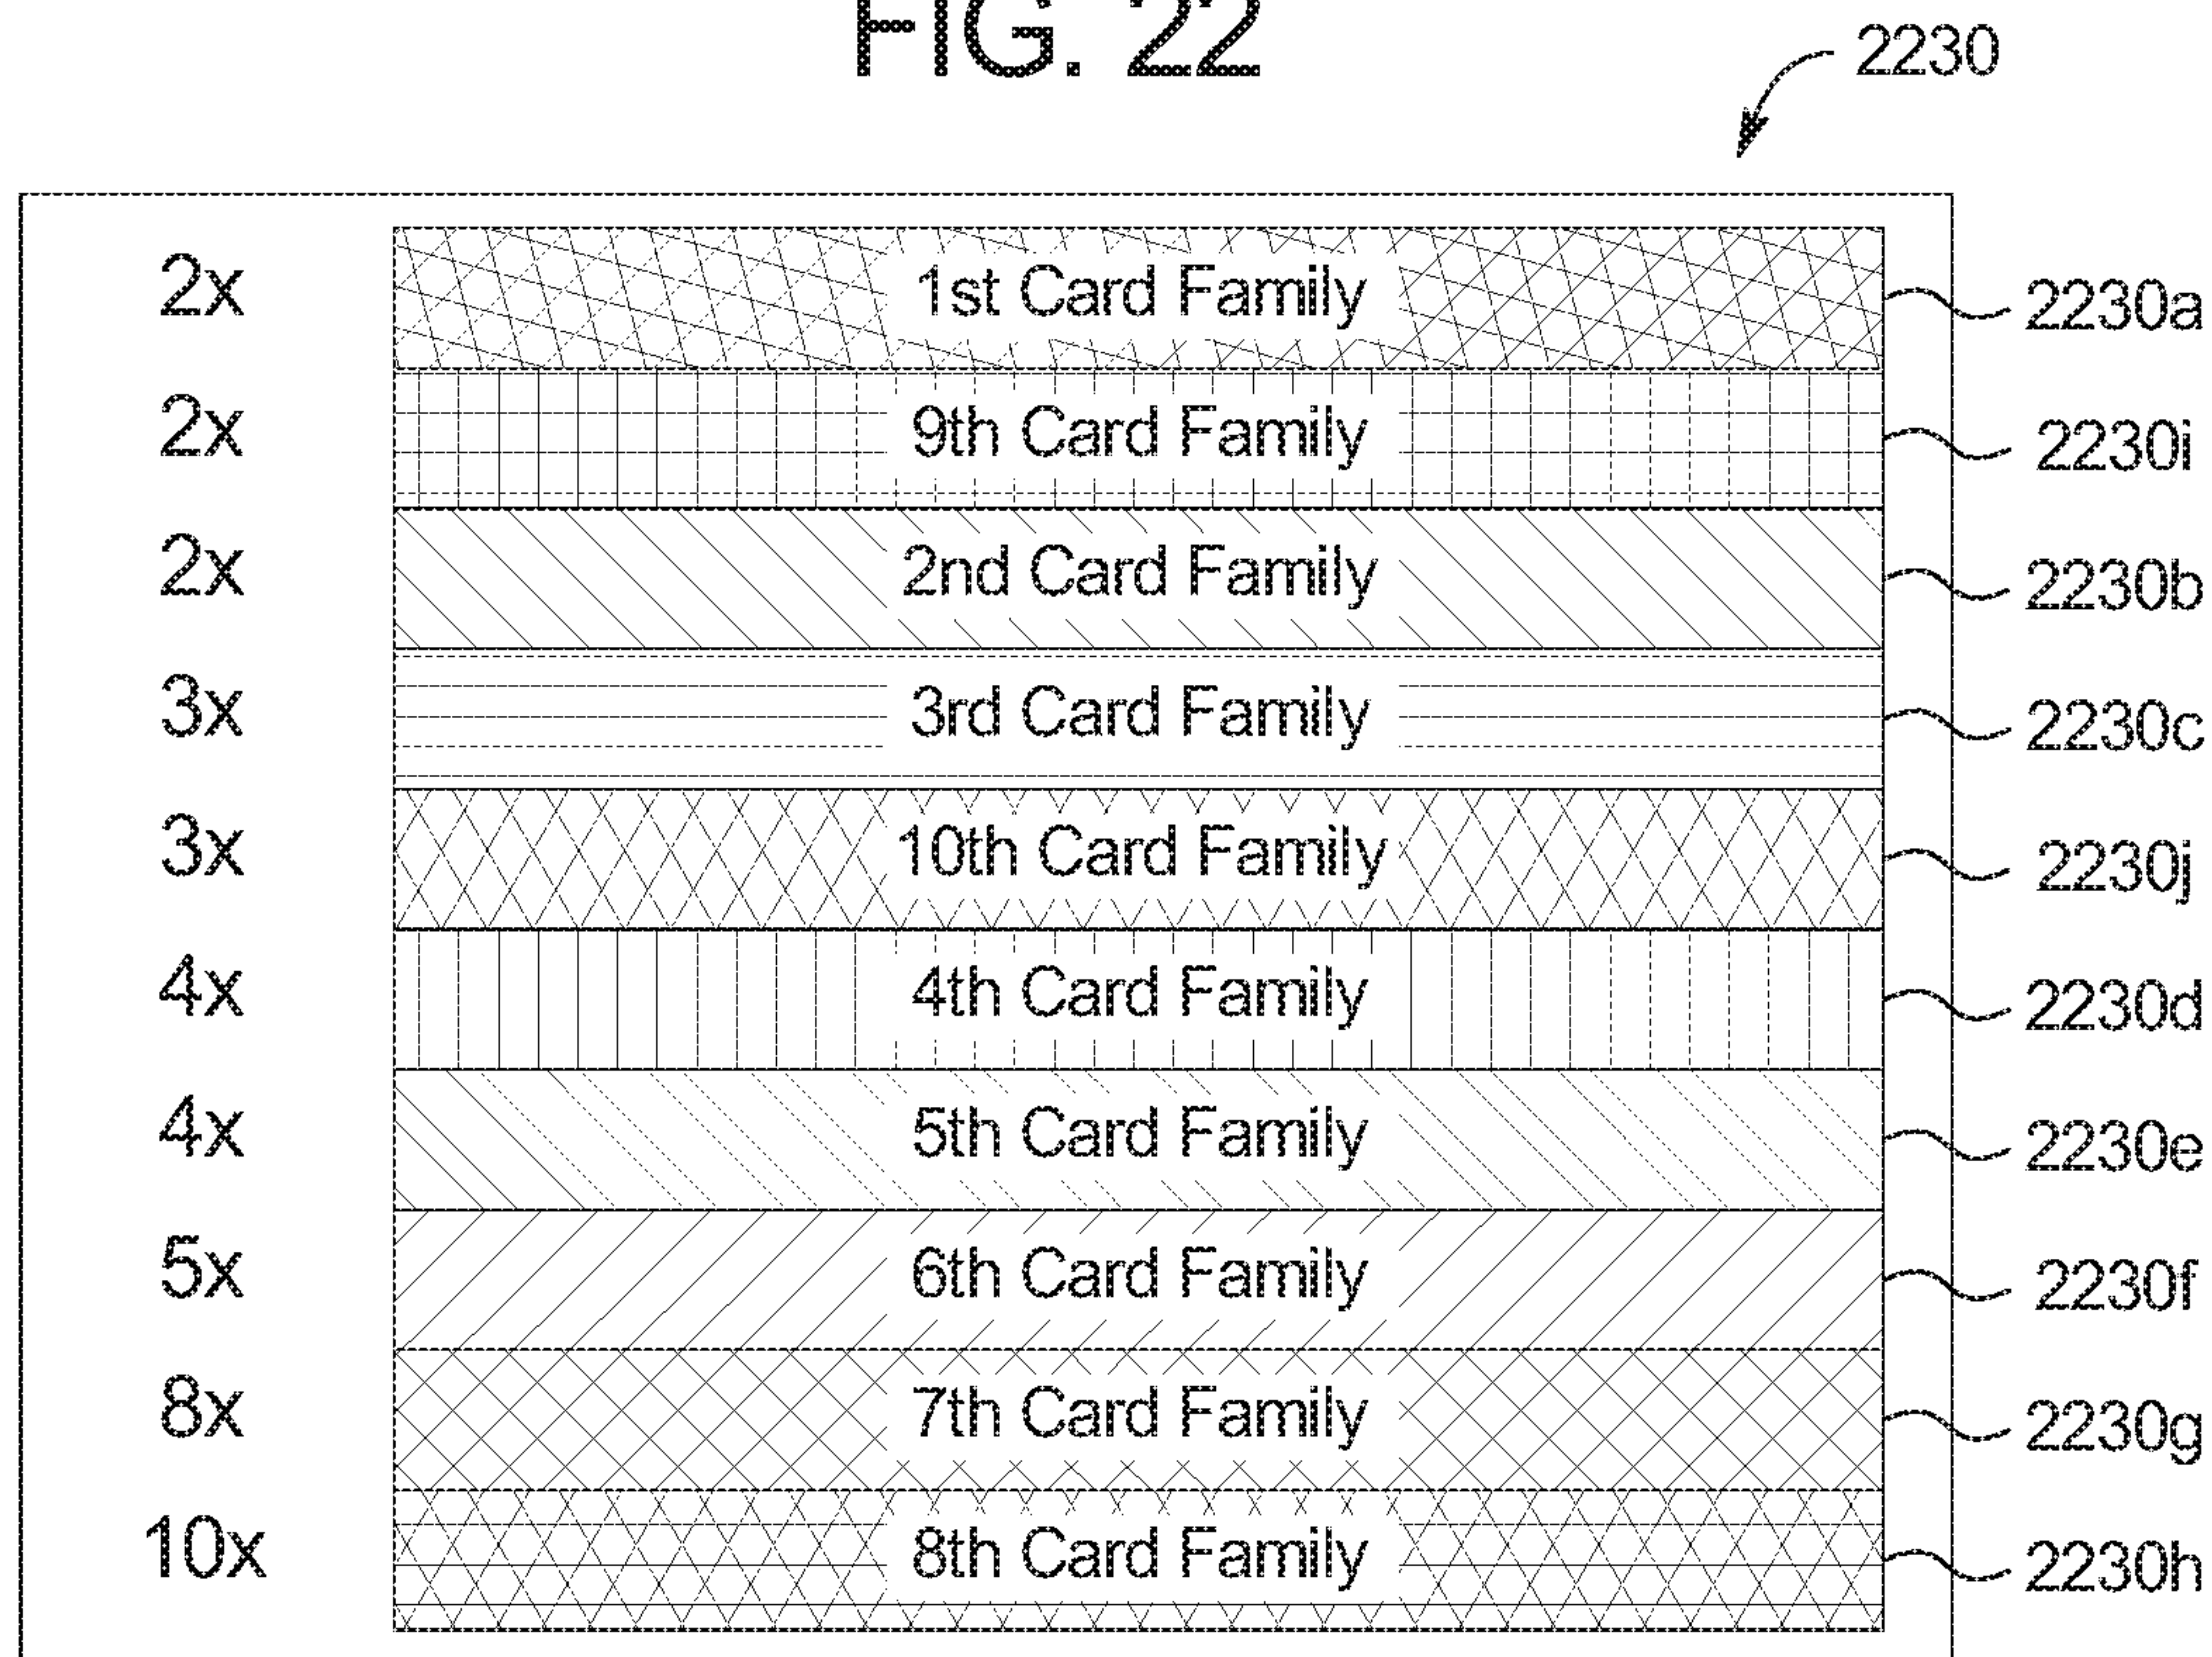 FIG. 22
2230
2x 1st Card Family 2230a
2x 9th Card Family 2230i
2x 2nd Card Family 2230b
3x 3rd Card Family 2230c
3x 10th Card Family 2230j
4x 4th Card Family 2230d
4x 5th Card Family 2230e
5x 6th Card Family 2230f
8x 7th Card Family 2230g
10x 8th Card Family 2230h